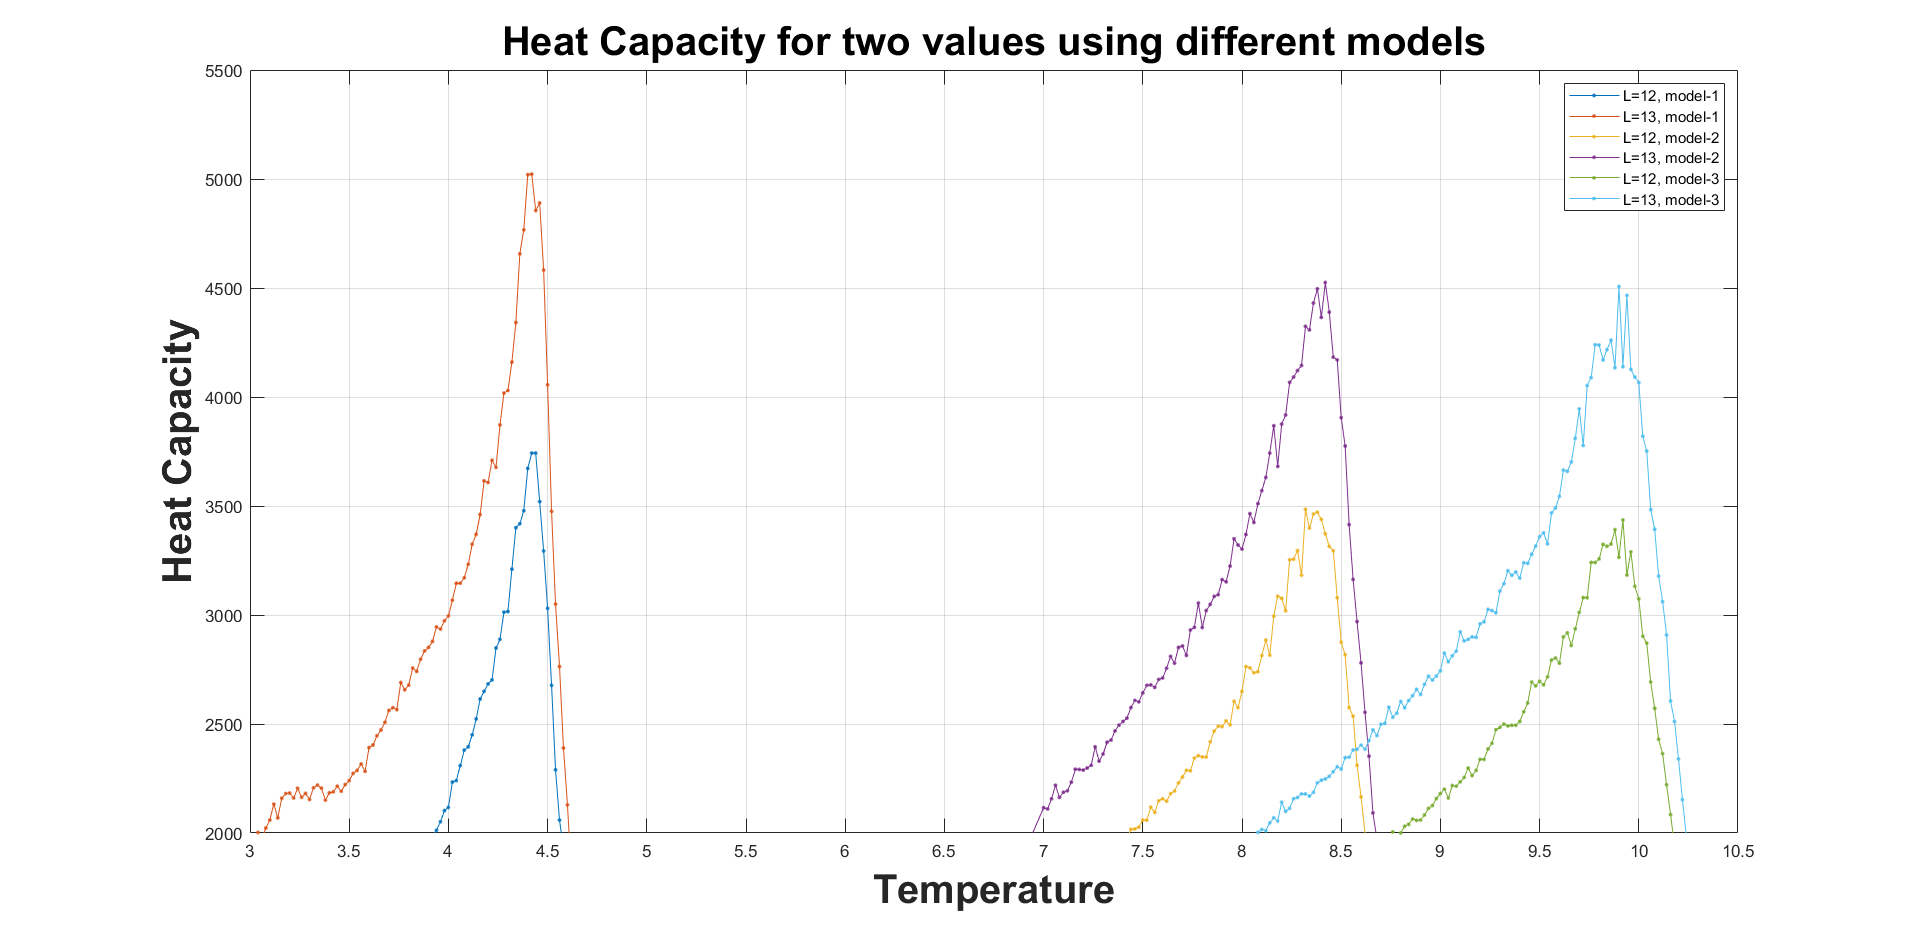 Heat Capacity for two values using different models
5500
5000
4500
4000
3500
3000
2500
2000
Heat Capacity
L=12, model-1
L=13, model-1
L=12, model-2
L=13, model-2
L=12, model-3
L=13, model-3
3 3.5 4 4.5 5 5.5 6 6.5 7 7.5 8 8.5 9 9.5 10 10.5
Temperature